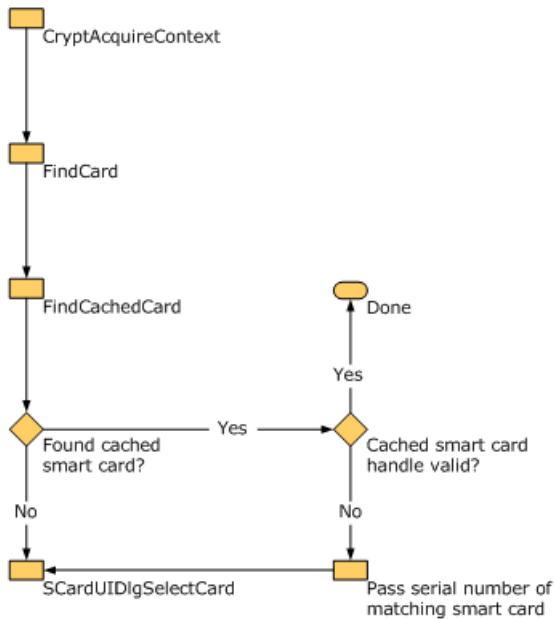 CryptAcquireContext
FindCard
FindCachedCard
Done
Yes
Found cached
smart card?
Yes
Cached smart card
handle valid?
No
No
SCardUIDlgSelectCard
Pass serial number of
matching smart card